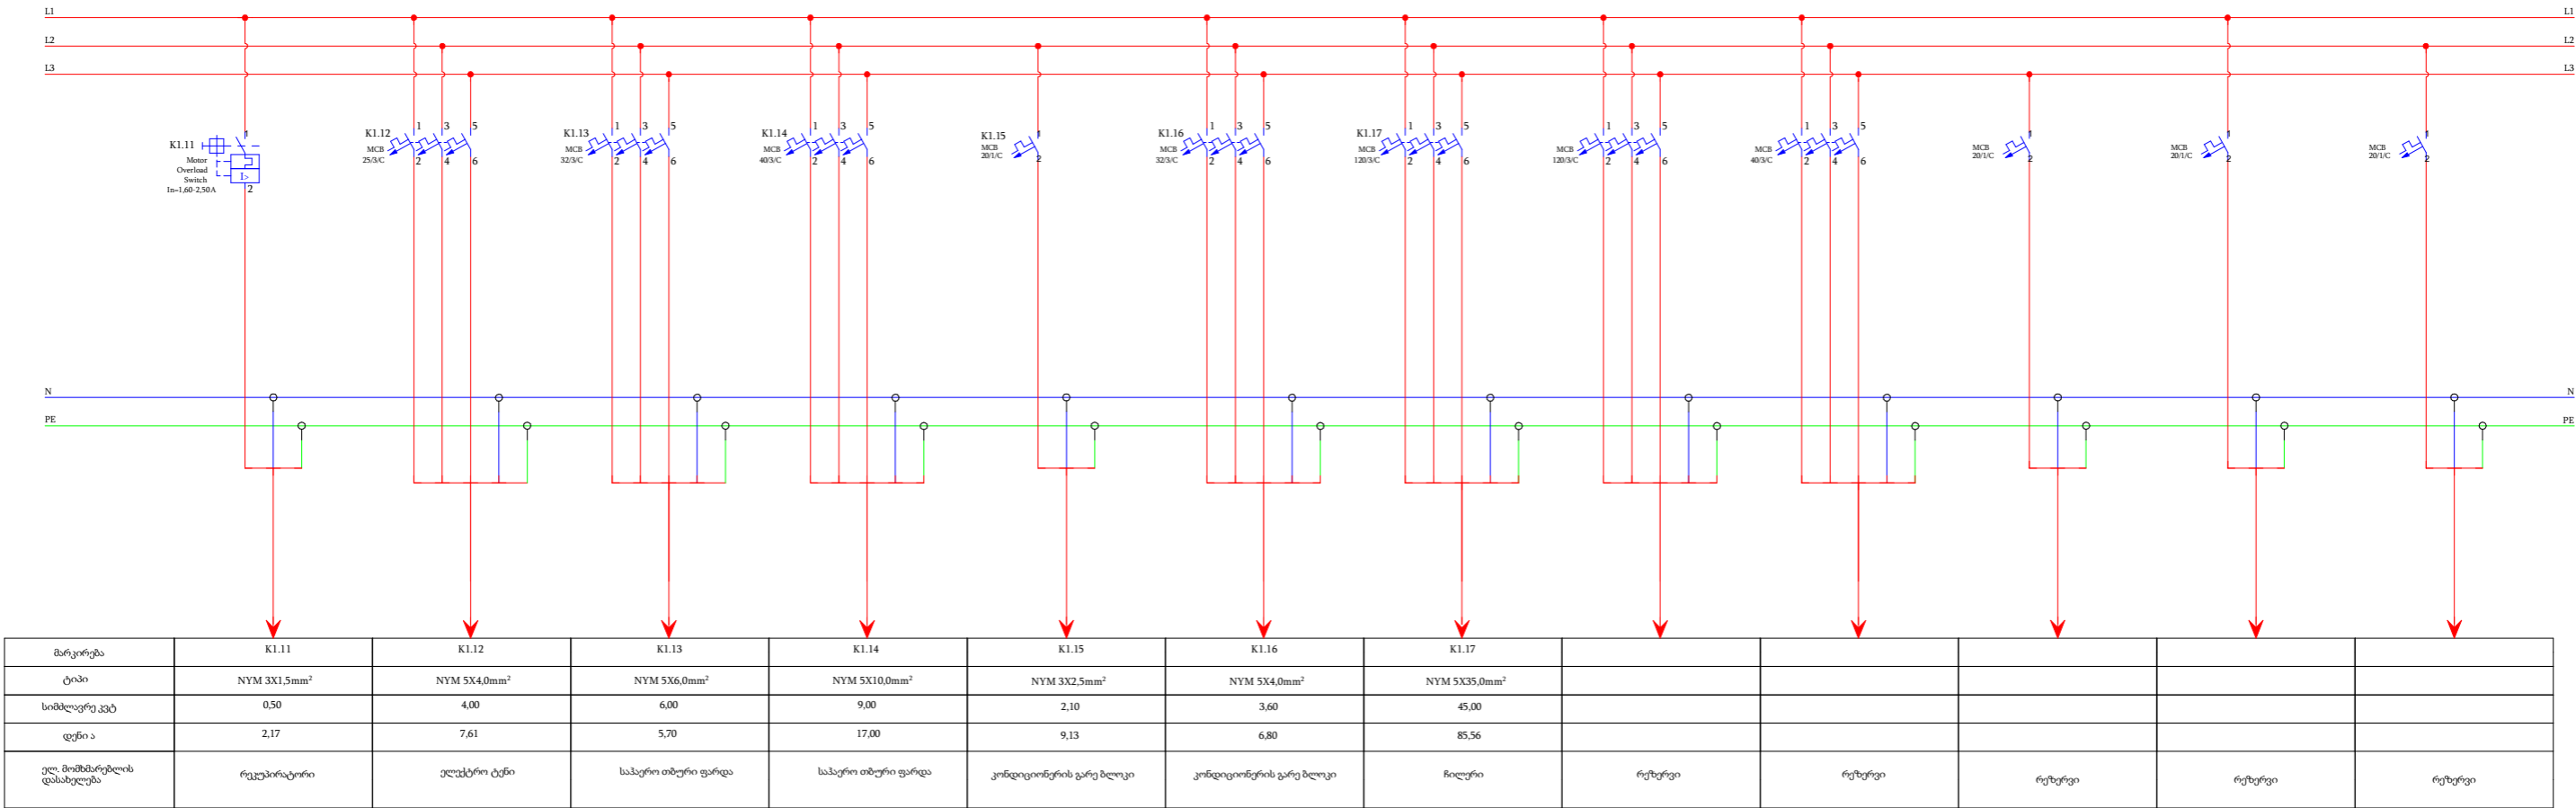 L1 L1
L2 L2
L3 L3
K1.11
Motor
Overload
Switch
In=1,60-2,50A
1
I>
2
K1.12
MCB
25/3/C
1 3 5
2 4 6
K1.13
MCB
32/3/C
1 3 5
2 4 6
K1.14
MCB
40/3/C
1 3 5
2 4 6
K1.15
MCB
20/1/C
1
2
K1.16
MCB
32/3/C
1 3 5
2 4 6
K1.17
MCB
120/3/C
1 3 5
2 4 6
MCB
120/3/C
1 3 5
2 4 6
MCB
40/3/C
1 3 5
2 4 6
MCB
20/1/C
1
2
MCB
20/1/C
1
2
MCB
20/1/C
1
2
N N
PE PE
მარკირება K1.11 K1.12 K1.13 K1.14 K1.15 K1.16 K1.17
ტიპი NYM 3X1,5mm² NYM 5X4,0mm² NYM 5X6,0mm² NYM 5X10,0mm² NYM 3X2,5mm² NYM 5X4,0mm² NYM 5X35,0mm²
სიმძლავრე კვტ 0,50 4,00 6,00 9,00 2,10 3,60 45,00
დენი ა 2,17 7,61 5,70 17,00 9,13 6,80 85,56
ელ. მომხმარებლის
დასახელება
რეკუპირატორი ელექტრო ტენი საჰაერო თბური ფარდა საჰაერო თბური ფარდა კონდიციონერის გარე ბლოკი კონდიციონერის გარე ბლოკი ჩილერი რეზერვი რეზერვი რეზერვი რეზერვი რეზერვი